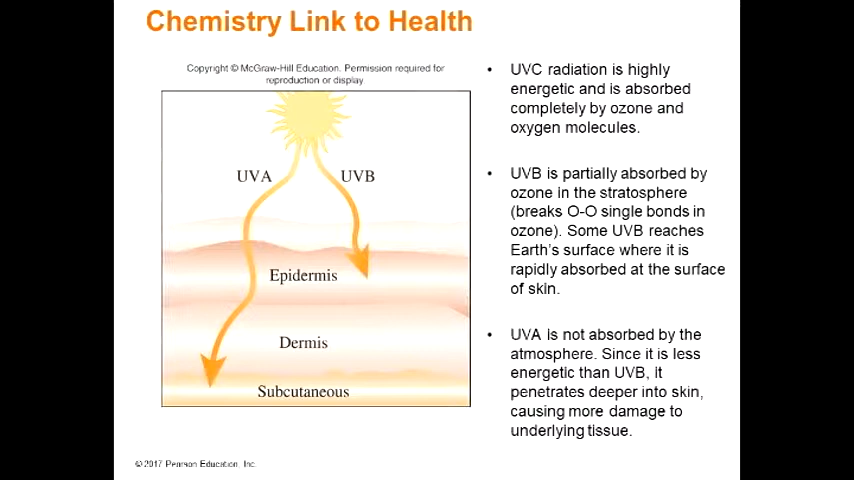 Chemistry Link to Health
Copyright © McGraw-Hill Education. Permission required for
reproduction or display.
UVA
UVB
Epidermis
Dermis
Subcutaneous
• UVC radiation is highly
energetic and is absorbed
completely by ozone and
oxygen molecules.
• UVB is partially absorbed by
ozone in the stratosphere
(breaks O-O single bonds in
ozone). Some UVB reaches
Earth's surface where it is
rapidly absorbed at the surface
of skin.
• UVA is not absorbed by the
atmosphere. Since it is less
energetic than UVB, it
penetrates deeper into skin,
causing more damage to
underlying tissue.
© 2017 Pearson Education, Inc